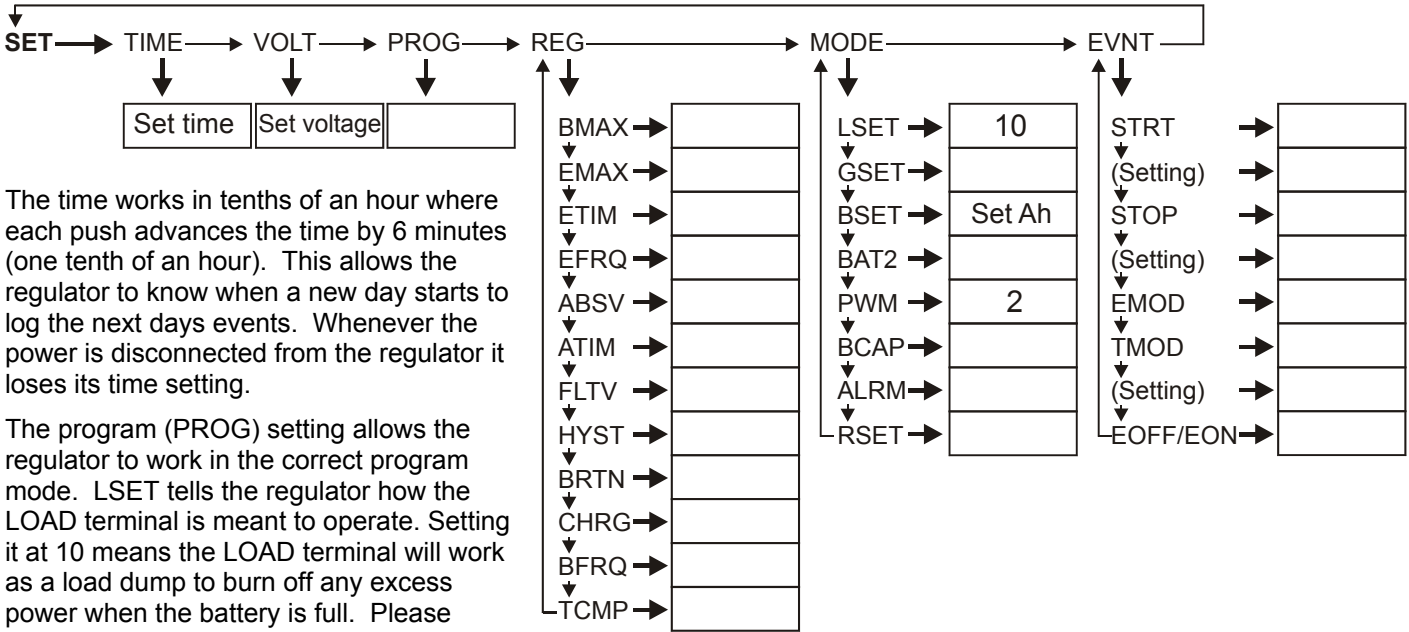 SET TIME VOLT PROG REG MODE EVNT
Set time Set voltage
BMAX
EMAX
ETIM
EFRQ
ABSV
ATIM
FLTV
HYST
BRTN
CHRG
BFRQ
TCMP
LSET 10
GSET
BSET Set Ah
BAT2
PWM 2
BCAP
ALRM
RSET
STRT
(Setting)
STOP
(Setting)
EMOD
TMOD
(Setting)
EOFF/EON
The time works in tenths of an hour where
each push advances the time by 6 minutes
(one tenth of an hour). This allows the
regulator to know when a new day starts to
log the next days events. Whenever the
power is disconnected from the regulator it
loses its time setting.
The program (PROG) setting allows the
regulator to work in the correct program
mode. LSET tells the regulator how the
LOAD terminal is meant to operate. Setting
it at 10 means the LOAD terminal will work
as a load dump to burn off any excess
power when the battery is full. Please